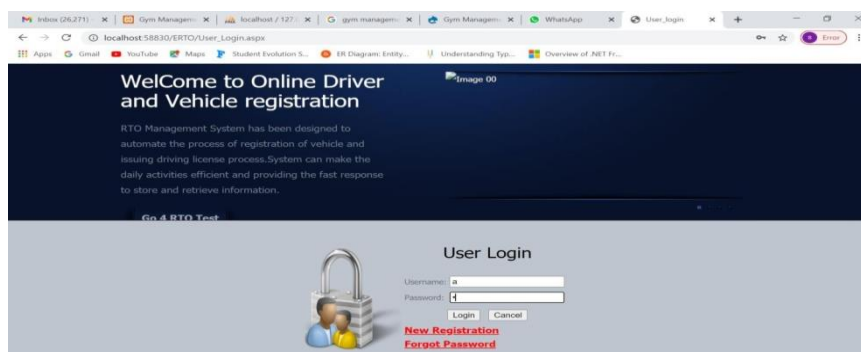 Inbox (26,271)
Gym Managem
localhost / 127.
gym managem
Gym Managem
WhatsApp
User_login
localhost:58830/ERTO/User_Login.aspx
Error
Apps
Gmail
YouTube
Maps
Student Evolution S...
ER Diagram: Entity...
Understanding Typ...
Overview of .NET Fr...
WelCome to Online Driver
and Vehicle registration
Image 00
RTO Management System has been designed to
automate the process of registration of vehicle and
issuing driving license process.System can make the
daily activities efficient and providing the fast response
to store and retrieve information.
Go 4 RTO Test
User Login
Username: a
Password:
Login Cancel
New Registration
Forgot Password